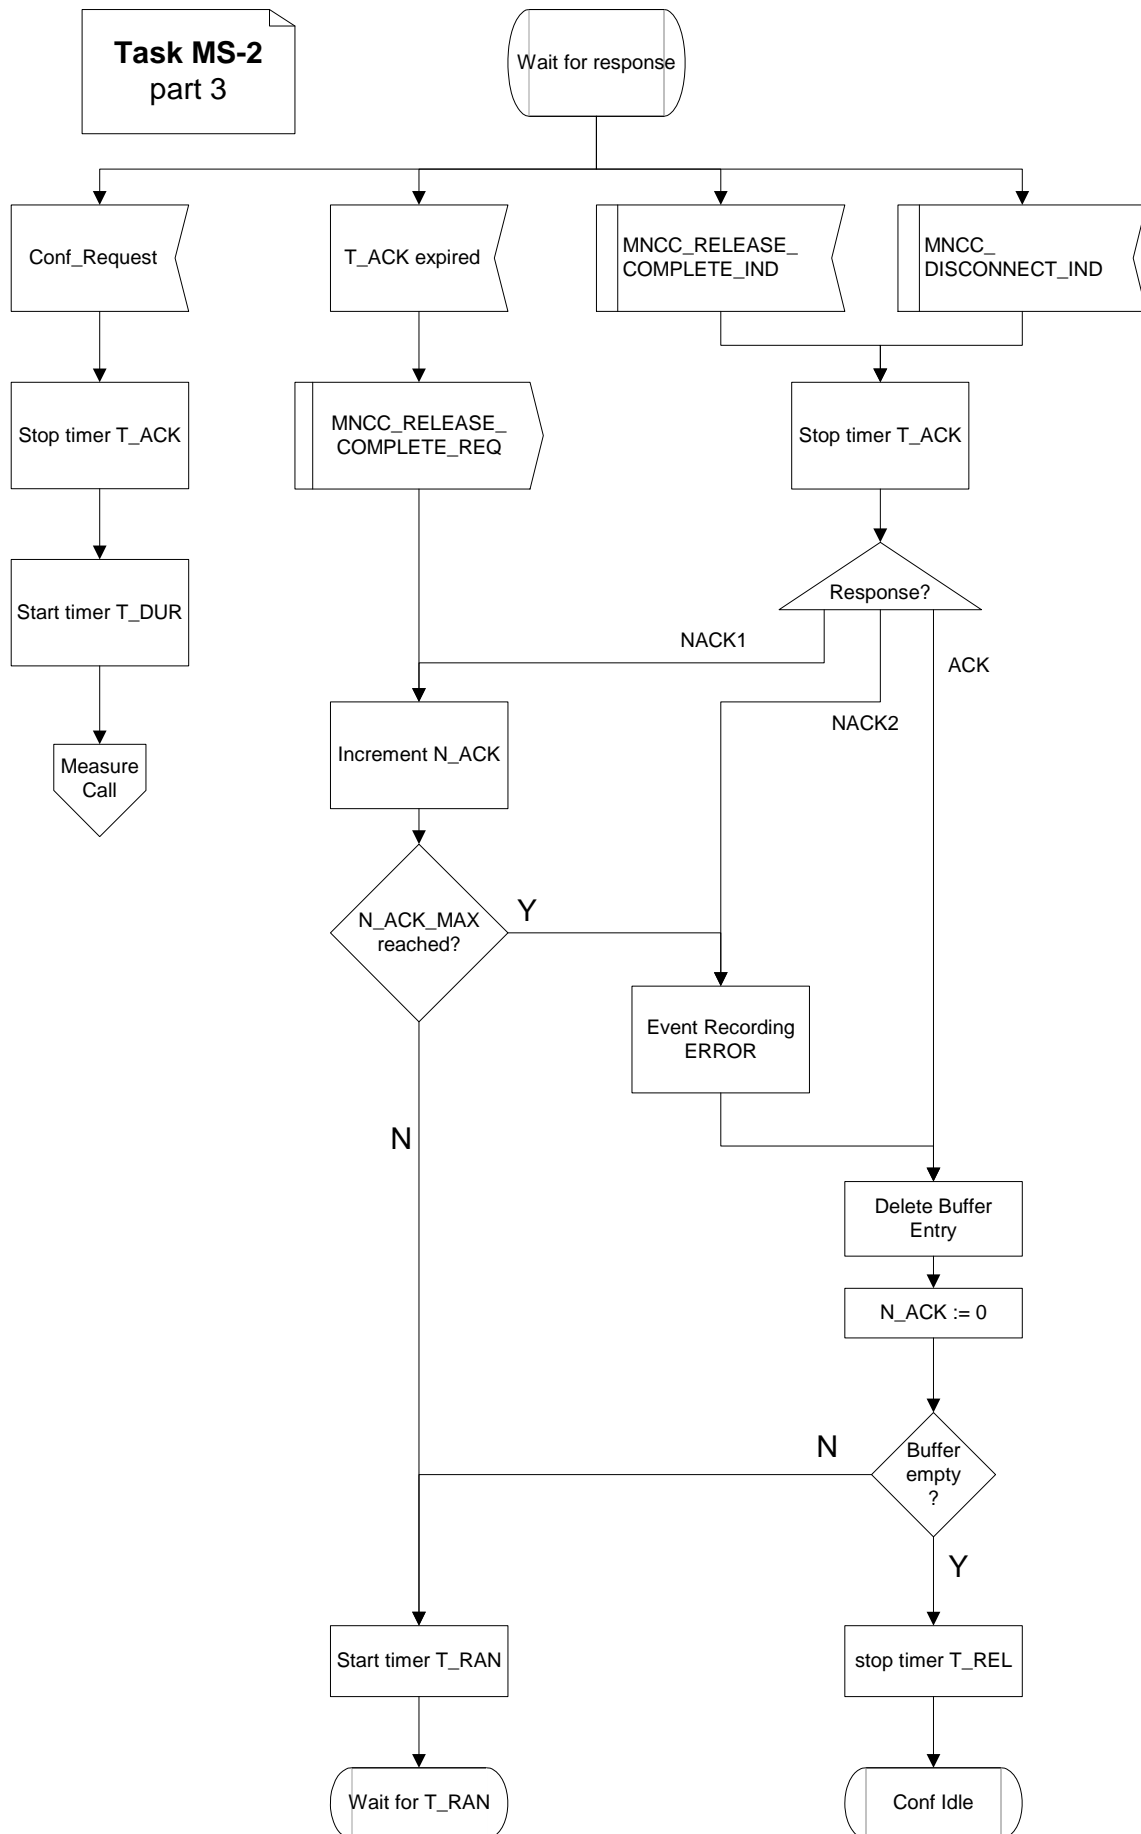 Task MS-2
part 3
Wait for response
Conf_Request
T_ACK expired
MNCC_RELEASE_
COMPLETE_IND
MNCC_
DISCONNECT_IND
Stop timer T_ACK
MNCC_RELEASE_
COMPLETE_REQ
Stop timer T_ACK
Start timer T_DUR
Response?
NACK1
ACK
NACK2
Measure
Call
Increment N_ACK
N_ACK_MAX
reached?
Y
Event Recording
ERROR
N
Delete Buffer
Entry
N_ACK := 0
N
Buffer
empty
?
Y
Start timer T_RAN
stop timer T_REL
Wait for T_RAN
Conf Idle